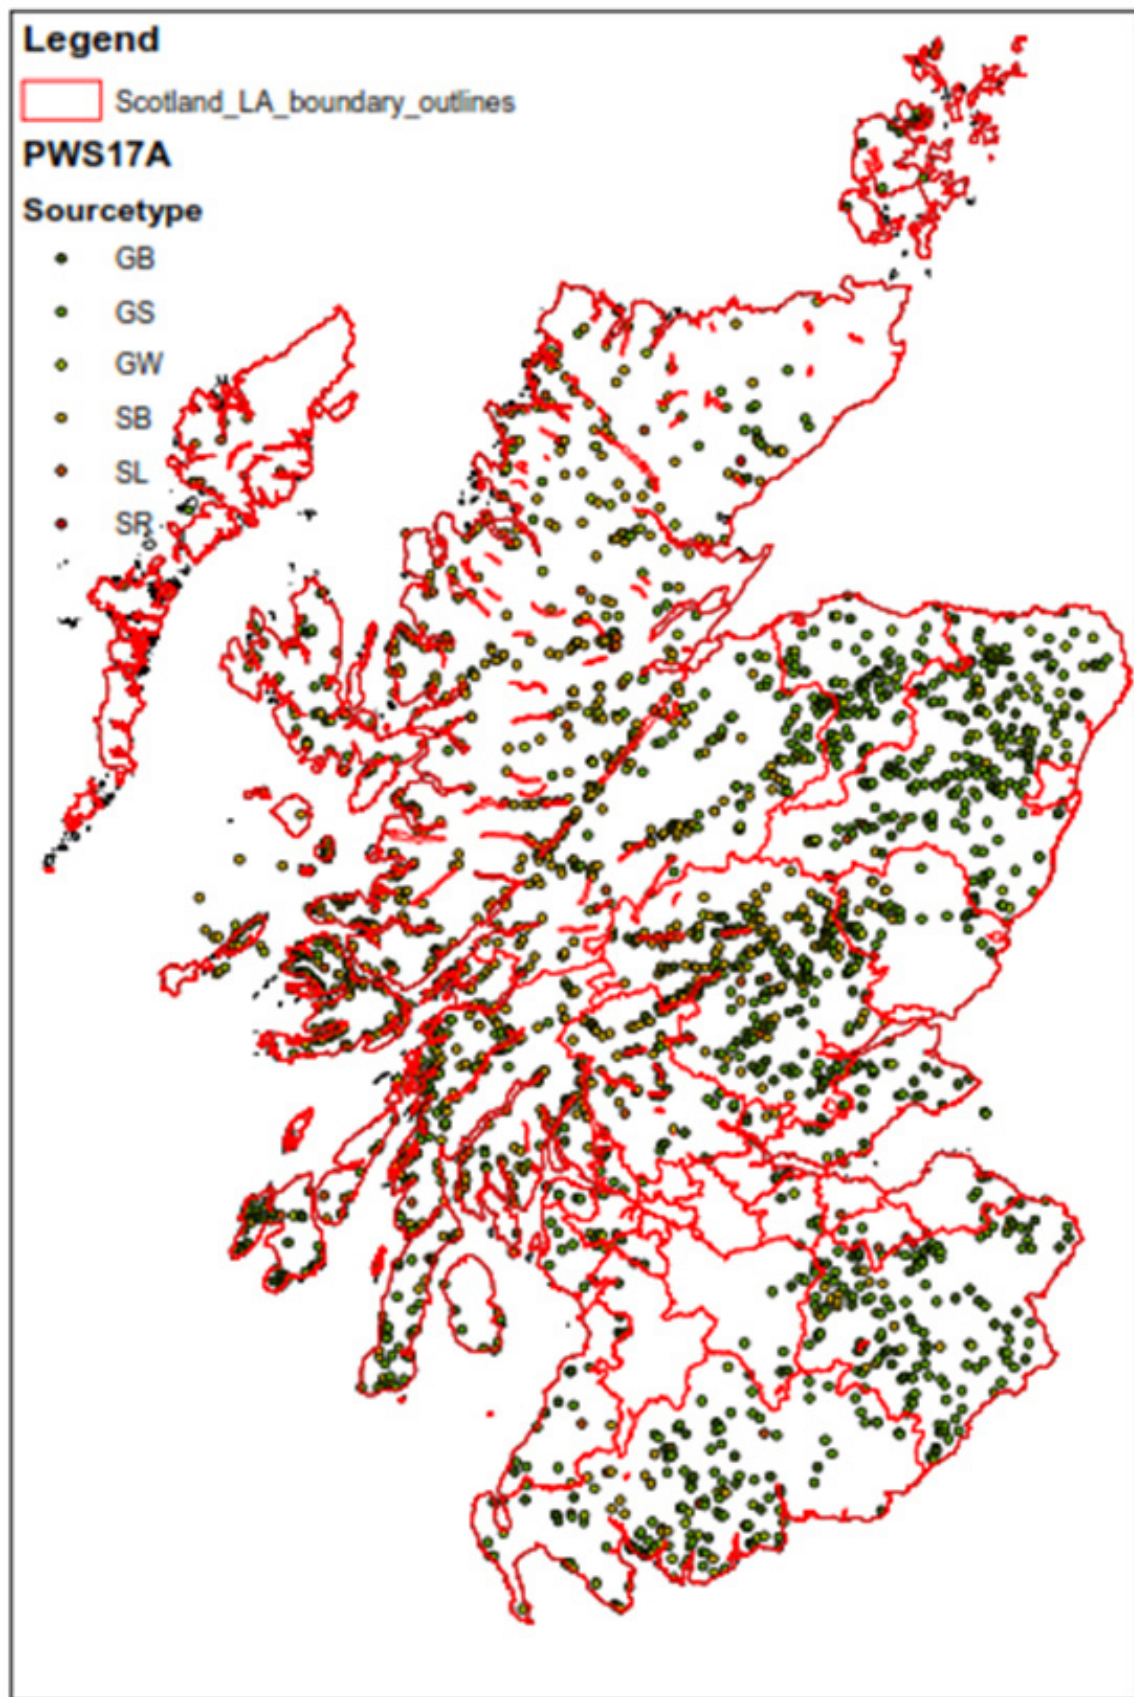 Legend
Scotland_LA_boundary_outlines
PWS17A
Sourcetype
GB
GS
GW
SB
SL
SR